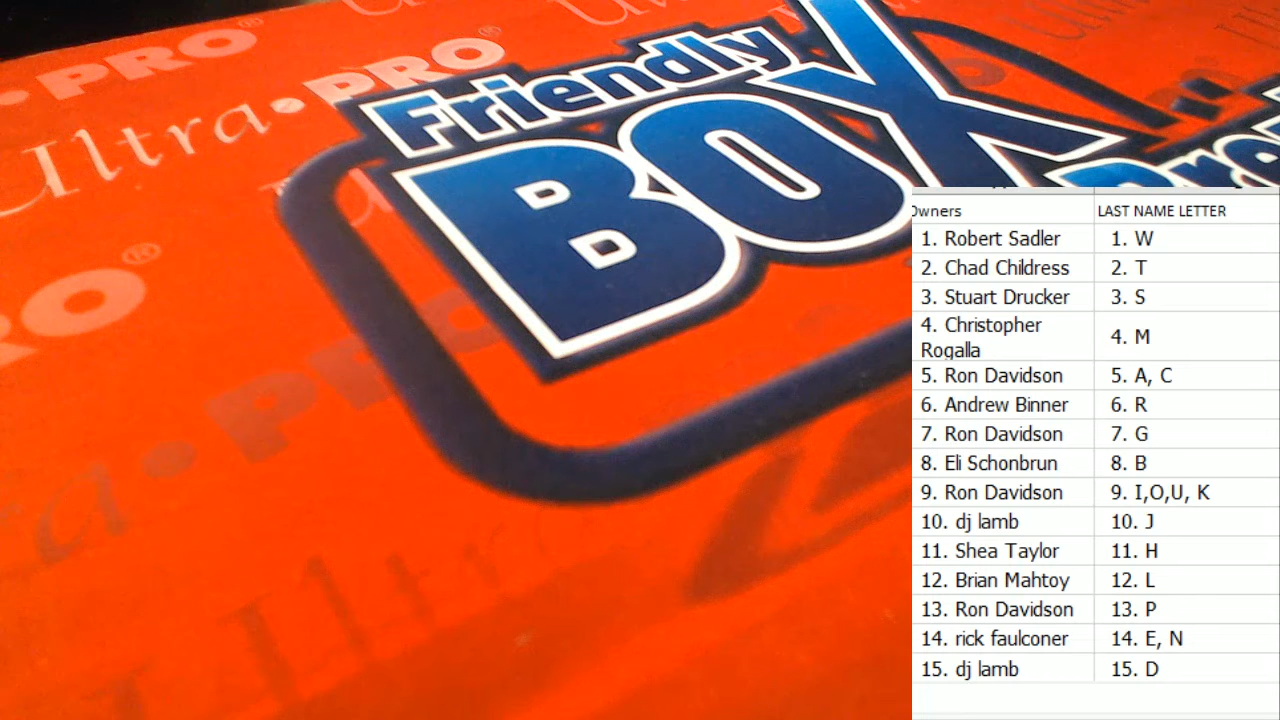 Ultra PRO®
PRO®
Ultra•PRO®
Friendly
BOX
PRO®
Owners LAST NAME LETTER
1. Robert Sadler 1. W
2. Chad Childress 2. T
3. Stuart Drucker 3. S
4. Christopher
Rogalla 4. M
5. Ron Davidson 5. A, C
6. Andrew Binner 6. R
7. Ron Davidson 7. G
8. Eli Schonbrun 8. B
9. Ron Davidson 9. I,O,U, K
10. dj lamb 10. J
11. Shea Taylor 11. H
12. Brian Mahtoy 12. L
13. Ron Davidson 13. P
14. rick faulconer 14. E, N
15. dj lamb 15. D